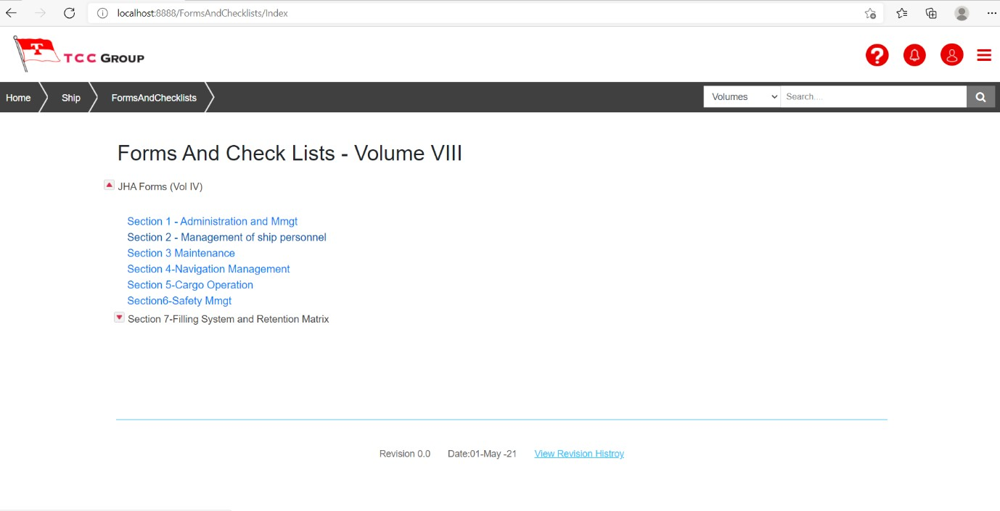 localhost:8888/FormsAndChecklists/Index
T
TCC GROUP
?
Home Ship FormsAndChecklists Volumes Search....
Forms And Check Lists - Volume VIII
JHA Forms (Vol IV)
Section 1 - Administration and Mmgt
Section 2 - Management of ship personnel
Section 3 Maintenance
Section 4-Navigation Management
Section 5-Cargo Operation
Section6-Safety Mmgt
Section 7-Filling System and Retention Matrix
Revision 0.0 Date:01-May -21 View Revision Histroy